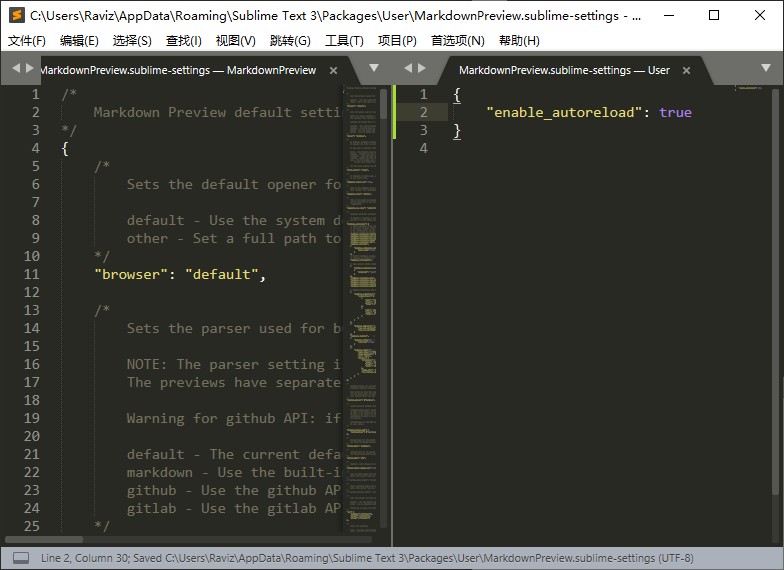 C:\Users\Raviz\AppData\Roaming\Sublime Text 3\Packages\User\MarkdownPreview.sublime-settings - ...
文件(F) 编辑(E) 选择(S) 查找(I) 视图(V) 跳转(G) 工具(T) 项目(P) 首选项(N) 帮助(H)
MarkdownPreview.sublime-settings — MarkdownPreview
1 /*
2 Markdown Preview default setti
3 */
4 {
5 /*
6 Sets the default opener fo
7
8 default - Use the system d
9 other - Set a full path to
10 */
11 "browser": "default",
12
13 /*
14 Sets the parser used for b
15
16 NOTE: The parser setting i
17 The previews have separate
18
19 Warning for github API: if
20
21 default - The current defa
22 markdown - Use the built-i
23 github - Use the github AP
24 gitlab - Use the gitlab AP
25 */
MarkdownPreview.sublime-settings — User
1 {
2 "enable_autoreload": true
3 }
4
Line 2, Column 30; Saved C:\Users\Raviz\AppData\Roaming\Sublime Text 3\Packages\User\MarkdownPreview.sublime-settings (UTF-8)